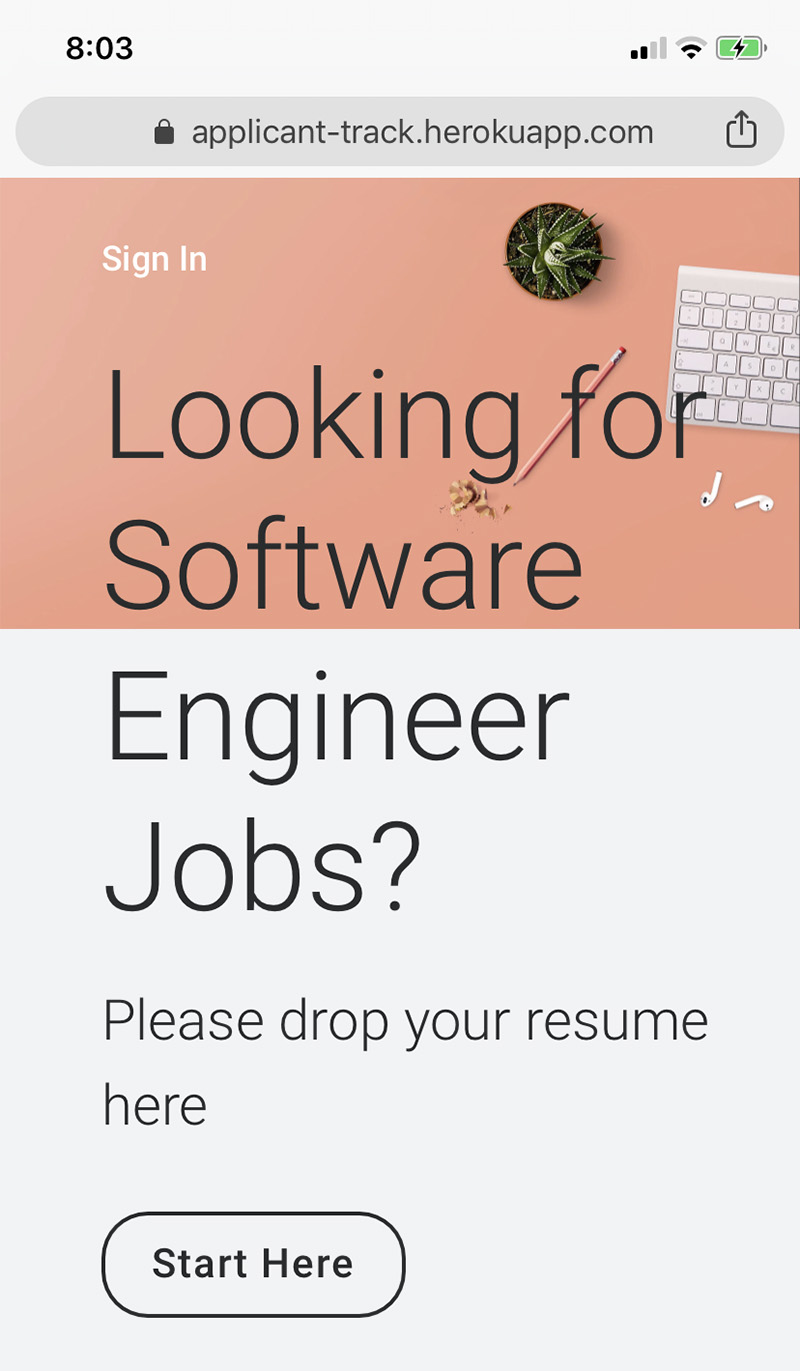 8:03
applicant-track.herokuapp.com
Sign In
Looking for
Software
Engineer
Jobs?
Please drop your resume
here
Start Here